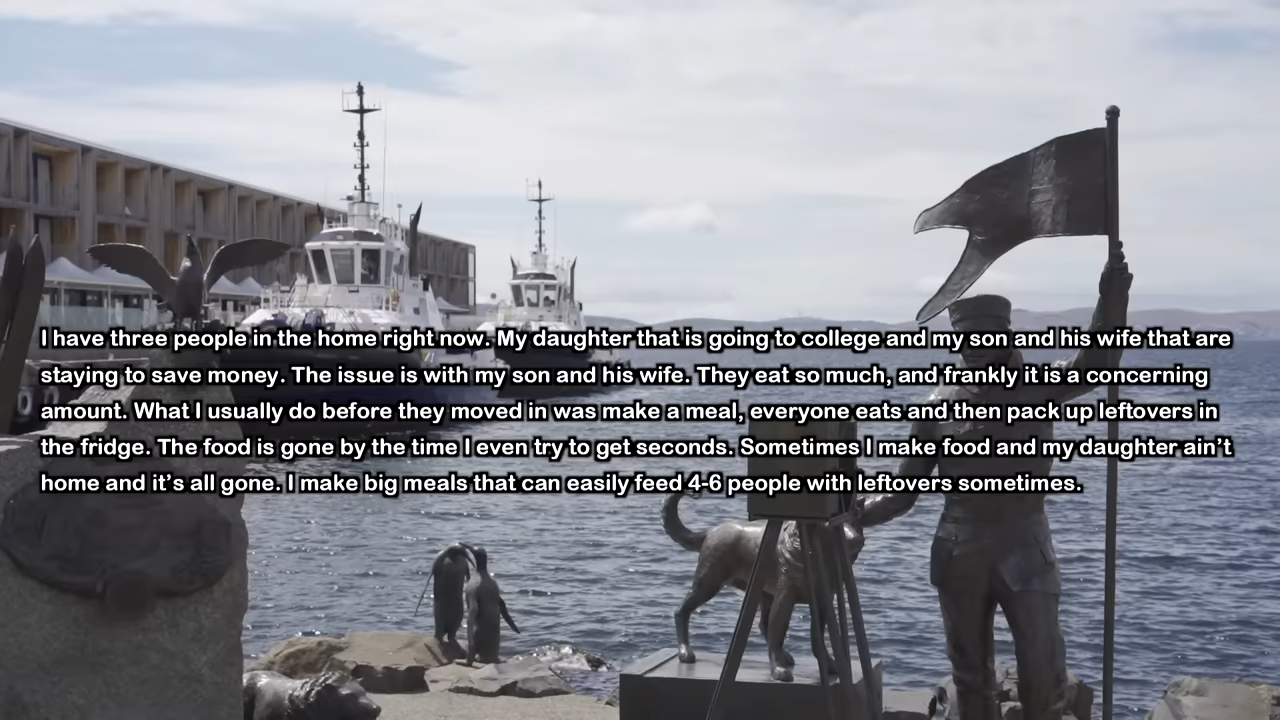 I have three people in the home right now. My daughter that is going to college and my son and his wife that are
staying to save money. The issue is with my son and his wife. They eat so much, and frankly it is a concerning
amount. What I usually do before they moved in was make a meal, everyone eats and then pack up leftovers in
the fridge. The food is gone by the time I even try to get seconds. Sometimes I make food and my daughter ain't
home and it's all gone. I make big meals that can easily feed 4-6 people with leftovers sometimes.